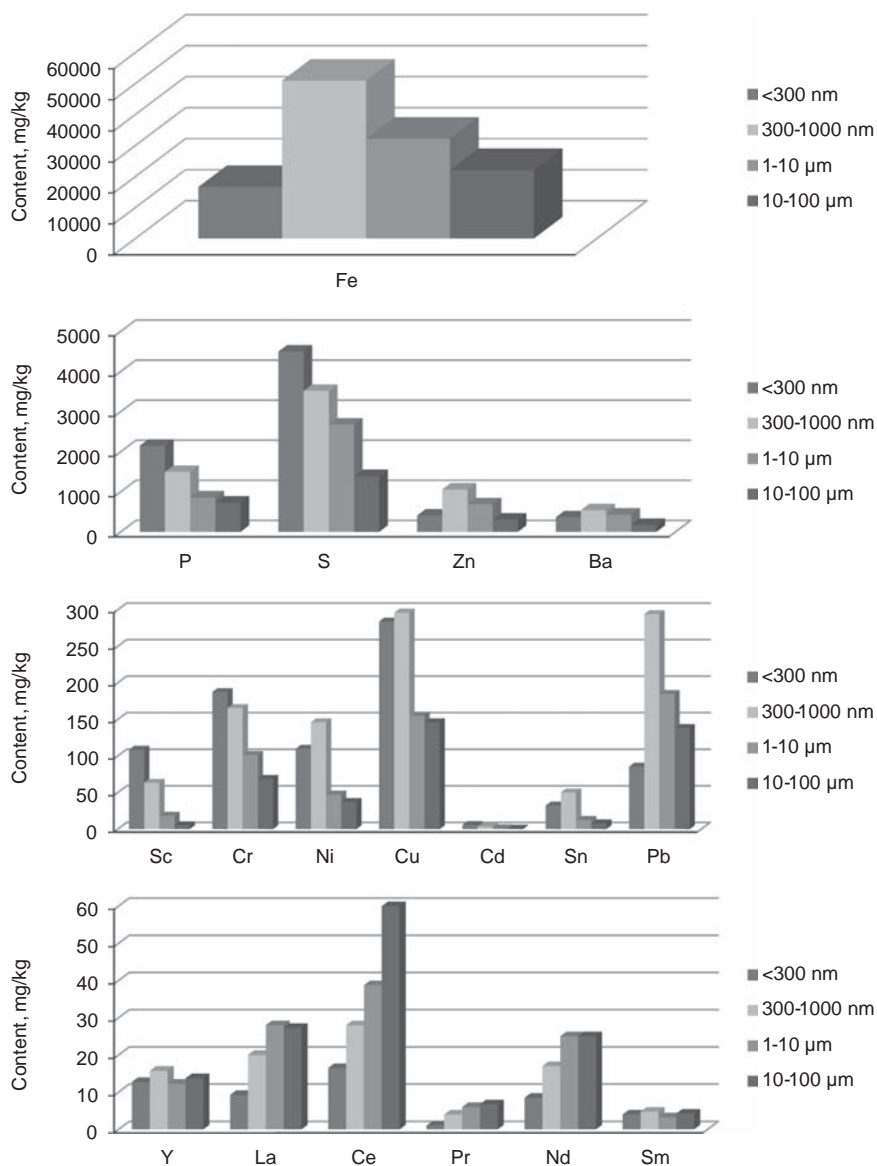 Content, mg/kg
60000
50000
40000
30000
20000
10000
0
Fe
<300 nm
300-1000 nm
1-10 µm
10-100 µm
Content, mg/kg
5000
4000
3000
2000
1000
0
P S Zn Ba
<300 nm
300-1000 nm
1-10 µm
10-100 µm
Content, mg/kg
300
250
200
150
100
50
0
Sc Cr Ni Cu Cd Sn Pb
<300 nm
300-1000 nm
1-10 µm
10-100 µm
Content, mg/kg
60
50
40
30
20
10
0
Y La Ce Pr Nd Sm
<300 nm
300-1000 nm
1-10 µm
10-100 µm